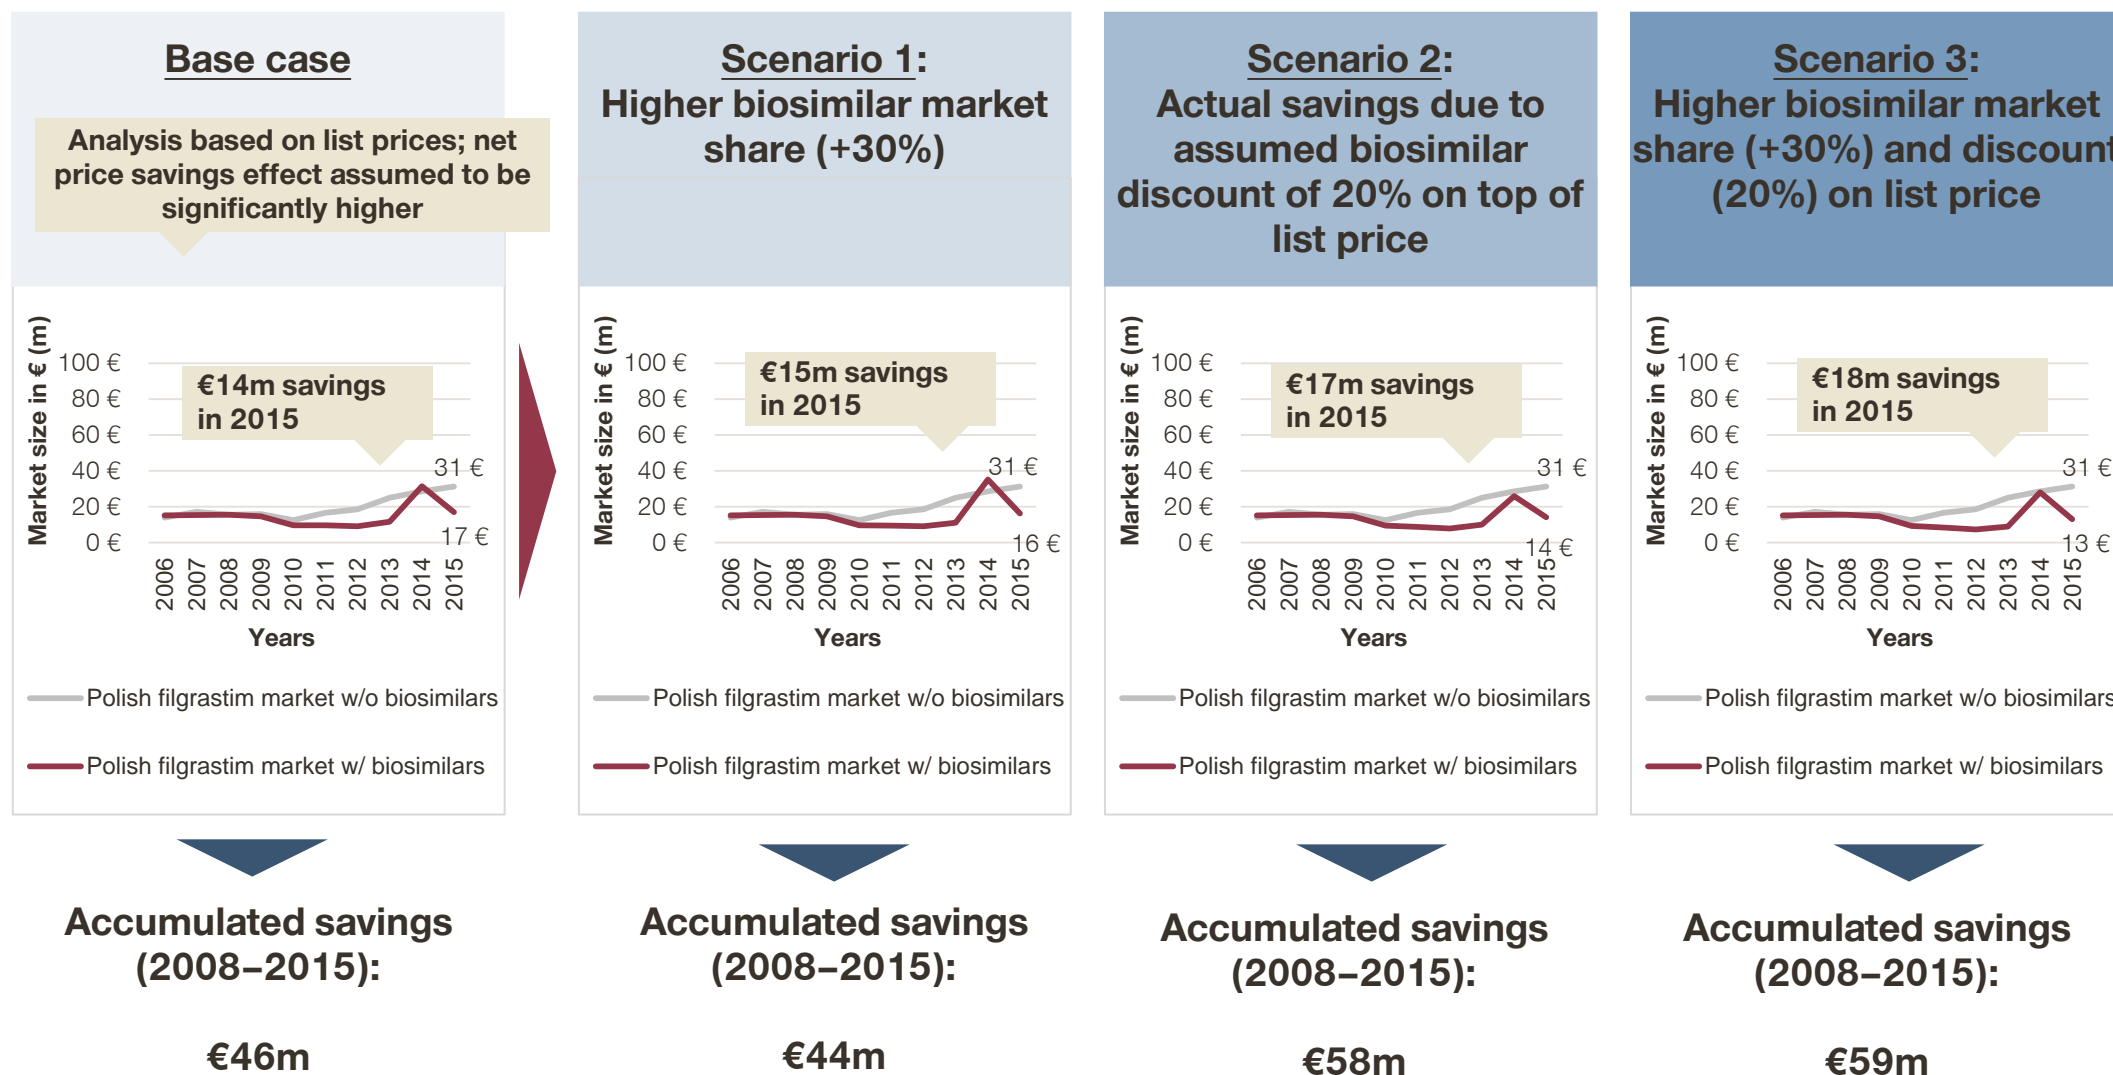 Base case
Analysis based on list prices; net
price savings effect assumed to be
significantly higher
Market size in € (m)
100 €
80 €
60 €
40 €
20 €
0 €
€14m savings
in 2015
31 €
17 €
2006
2007
2008
2009
2010
2011
2012
2013
2014
2015
Years
Polish filgrastim market w/o biosimilars
Polish filgrastim market w/ biosimilars
Accumulated savings
(2008–2015):
€46m
Scenario 1:
Higher biosimilar market
share (+30%)
Market size in € (m)
100 €
80 €
60 €
40 €
20 €
0 €
€15m savings
in 2015
31 €
16 €
2006
2007
2008
2009
2010
2011
2012
2013
2014
2015
Years
Polish filgrastim market w/o biosimilars
Polish filgrastim market w/ biosimilars
Accumulated savings
(2008–2015):
€44m
Scenario 2:
Actual savings due to
assumed biosimilar
discount of 20% on top of
list price
Market size in € (m)
100 €
80 €
60 €
40 €
20 €
0 €
€17m savings
in 2015
31 €
14 €
2006
2007
2008
2009
2010
2011
2012
2013
2014
2015
Years
Polish filgrastim market w/o biosimilars
Polish filgrastim market w/ biosimilars
Accumulated savings
(2008–2015):
€58m
Scenario 3:
Higher biosimilar market
share (+30%) and discount
(20%) on list price
Market size in € (m)
100 €
80 €
60 €
40 €
20 €
0 €
€18m savings
in 2015
31 €
13 €
2006
2007
2008
2009
2010
2011
2012
2013
2014
2015
Years
Polish filgrastim market w/o biosimilars
Polish filgrastim market w/ biosimilars
Accumulated savings
(2008–2015):
€59m